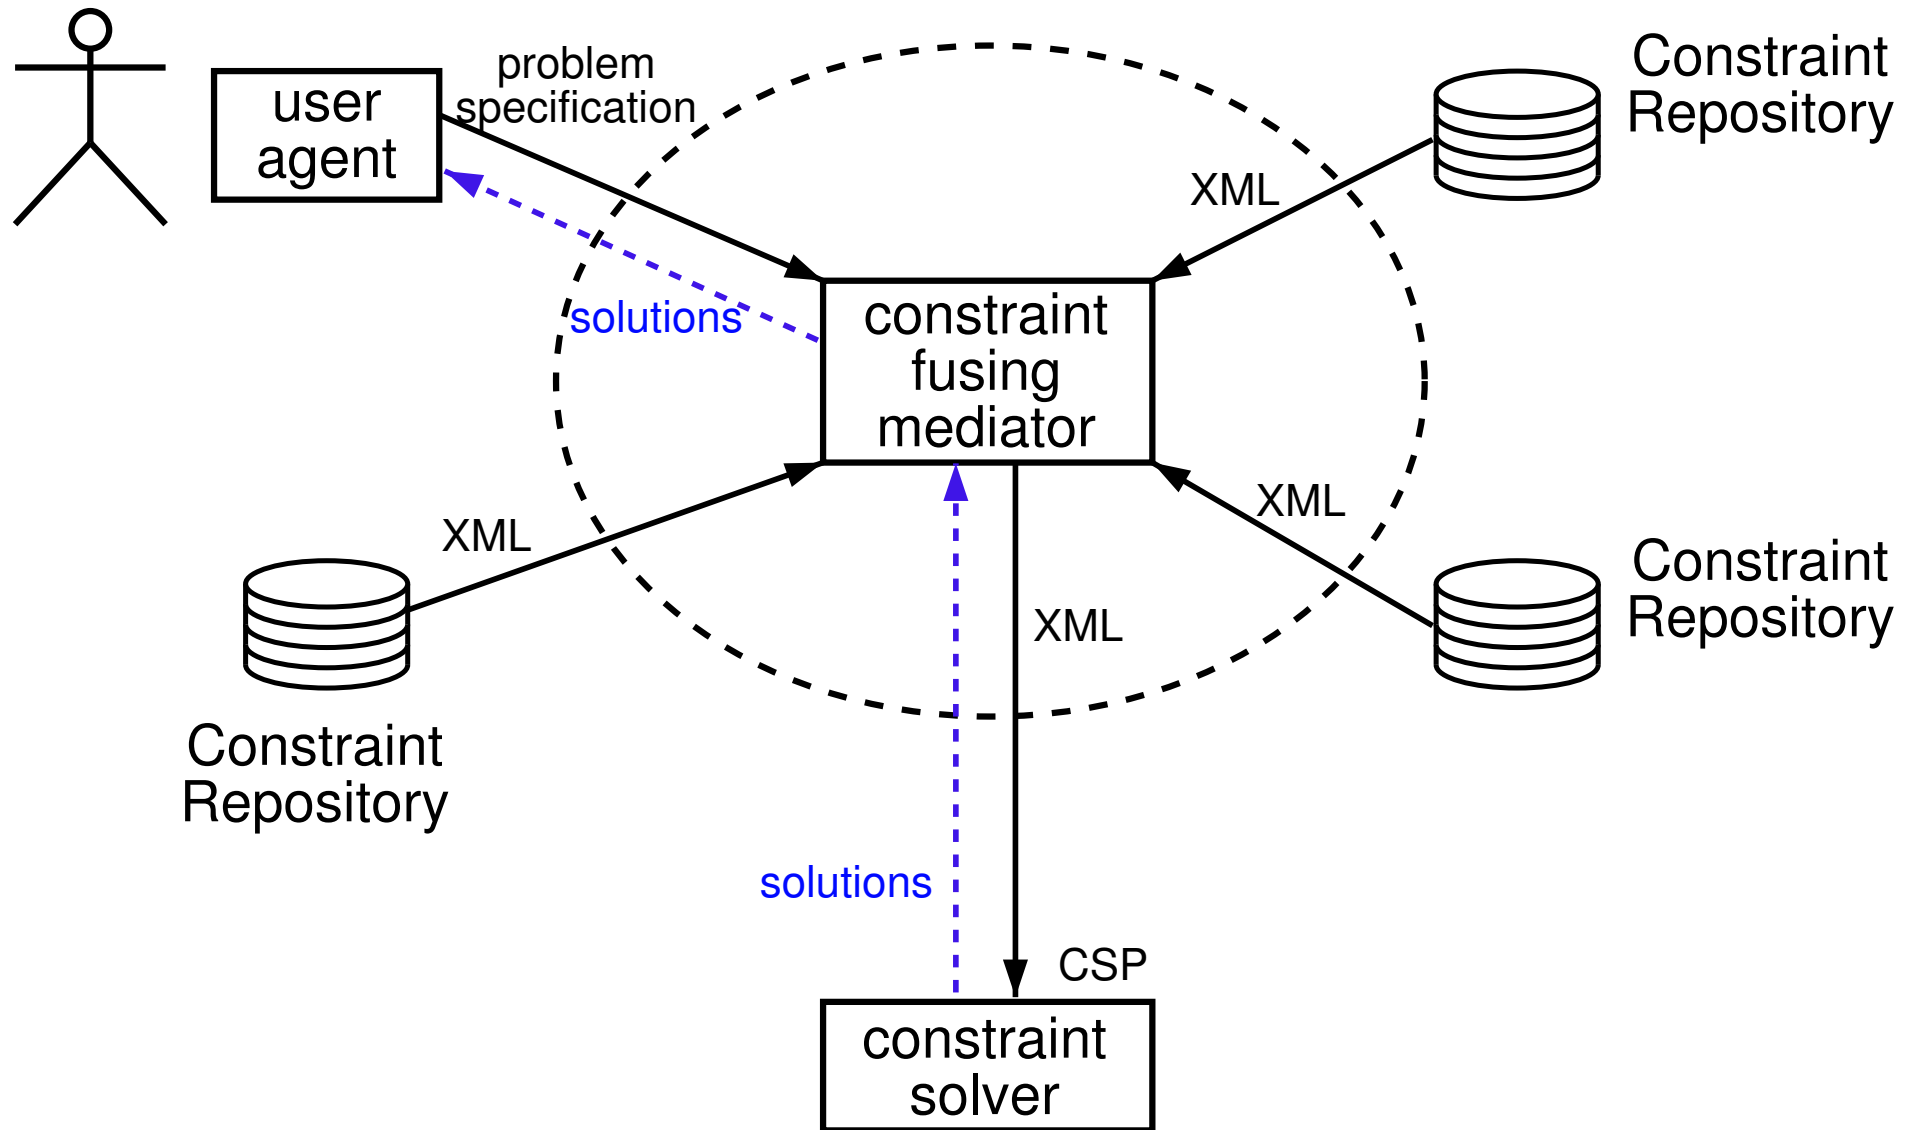 problem
specification
user
agent
Constraint
Repository
XML
solutions
constraint
fusing
mediator
XML
XML
Constraint
Repository
XML
Constraint
Repository
solutions
CSP
constraint
solver